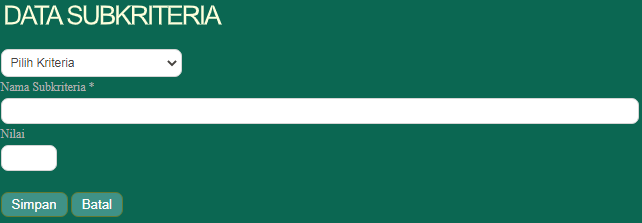 DATA SUBKRITERIA
Pilih Kriteria
Nama Subkriteria *
Nilai
Simpan Batal